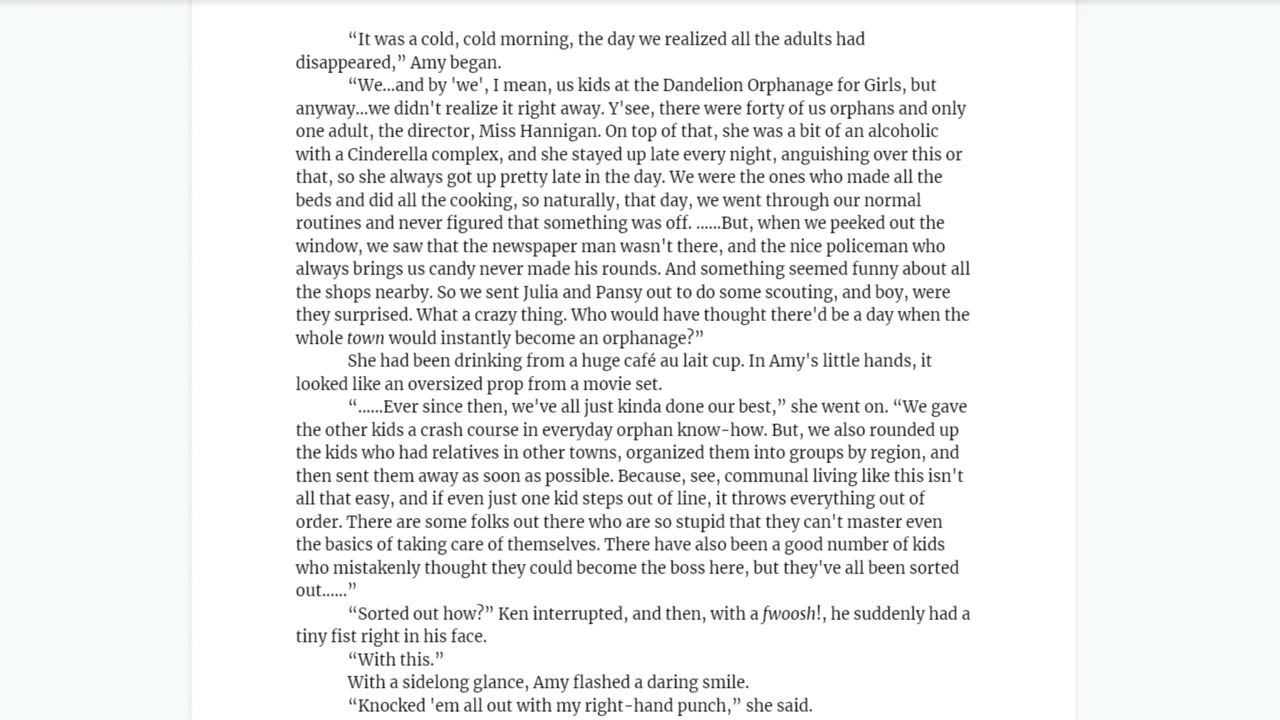 “It was a cold, cold morning, the day we realized all the adults had
disappeared,” Amy began.
“We...and by 'we', I mean, us kids at the Dandelion Orphanage for Girls, but
anyway...we didn't realize it right away. Y'see, there were forty of us orphans and only
one adult, the director, Miss Hannigan. On top of that, she was a bit of an alcoholic
with a Cinderella complex, and she stayed up late every night, anguishing over this or
that, so she always got up pretty late in the day. We were the ones who made all the
beds and did all the cooking, so naturally, that day, we went through our normal
routines and never figured that something was off. ......But, when we peeked out the
window, we saw that the newspaper man wasn't there, and the nice policeman who
always brings us candy never made his rounds. And something seemed funny about all
the shops nearby. So we sent Julia and Pansy out to do some scouting, and boy, were
they surprised. What a crazy thing. Who would have thought there'd be a day when the
whole town would instantly become an orphanage?”
She had been drinking from a huge café au lait cup. In Amy's little hands, it
looked like an oversized prop from a movie set.
“......Ever since then, we've all just kinda done our best,” she went on. “We gave
the other kids a crash course in everyday orphan know-how. But, we also rounded up
the kids who had relatives in other towns, organized them into groups by region, and
then sent them away as soon as possible. Because, see, communal living like this isn't
all that easy, and if even just one kid steps out of line, it throws everything out of
order. There are some folks out there who are so stupid that they can't master even
the basics of taking care of themselves. There have also been a good number of kids
who mistakenly thought they could become the boss here, but they've all been sorted
out......”
“Sorted out how?” Ken interrupted, and then, with a fwoosh!, he suddenly had a
tiny fist right in his face.
“With this.”
With a sidelong glance, Amy flashed a daring smile.
“Knocked 'em all out with my right-hand punch,” she said.